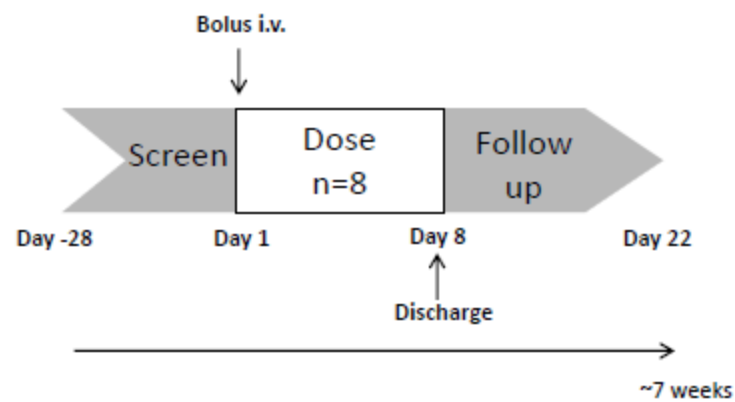 Bolus i.v.
Screen
Dose
n=8
Follow
up
Day -28
Day 1
Day 8
Day 22
Discharge
~7 weeks